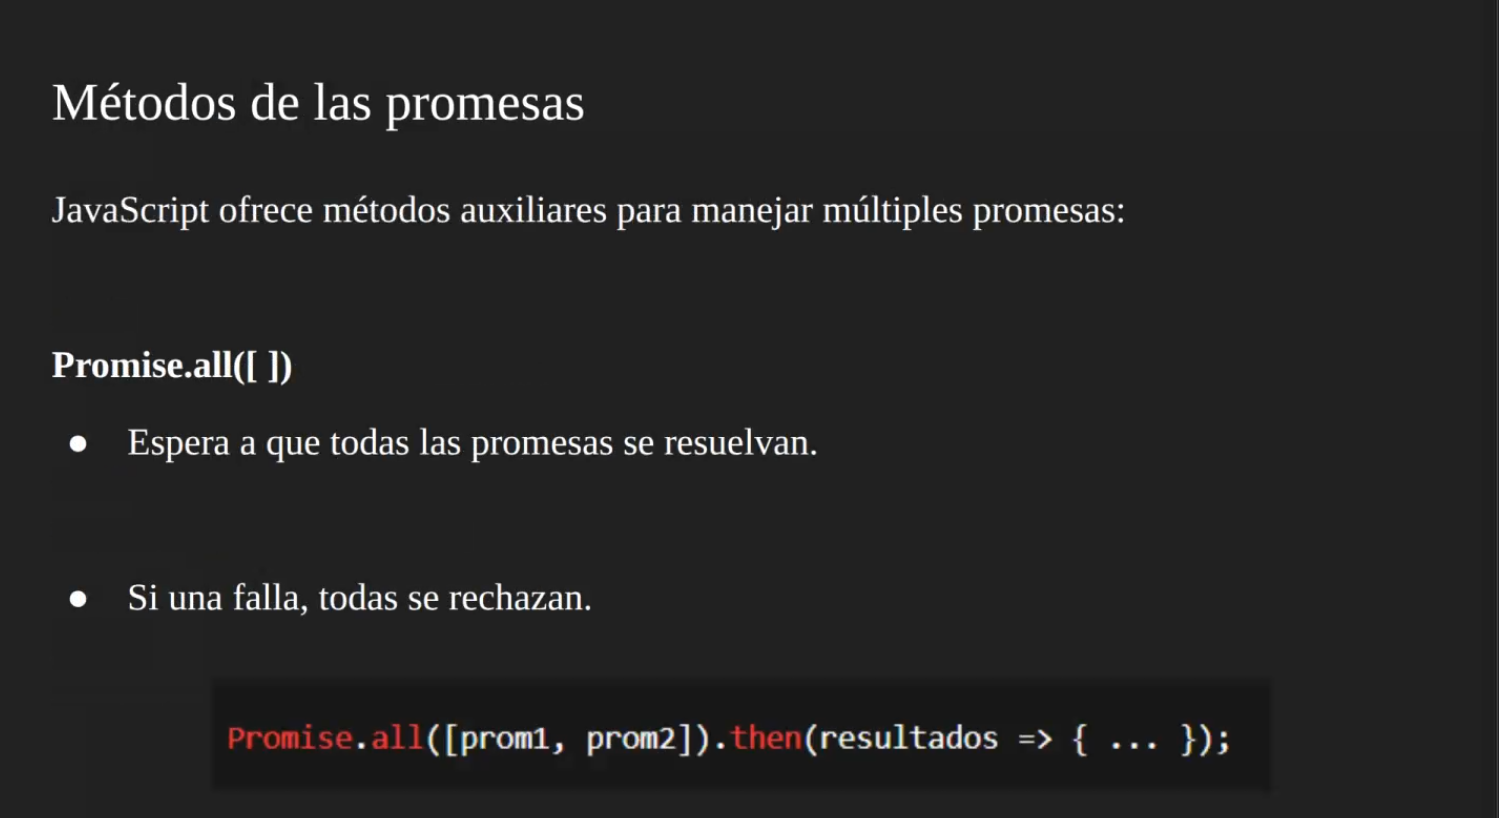 Métodos de las promesas
JavaScript ofrece métodos auxiliares para manejar múltiples promesas:
Promise.all([ ])
● Espera a que todas las promesas se resuelvan.
● Si una falla, todas se rechazan.
Promise.all([prom1, prom2]).then(resultados => { ... });